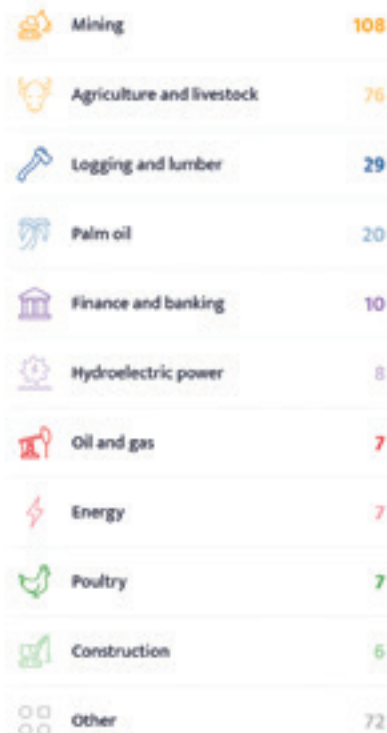 Mining 108
Agriculture and livestock 76
Logging and lumber 29
Palm oil 20
Finance and banking 10
Hydroelectric power 8
Oil and gas 7
Energy 7
Poultry 7
Construction 6
Other 72